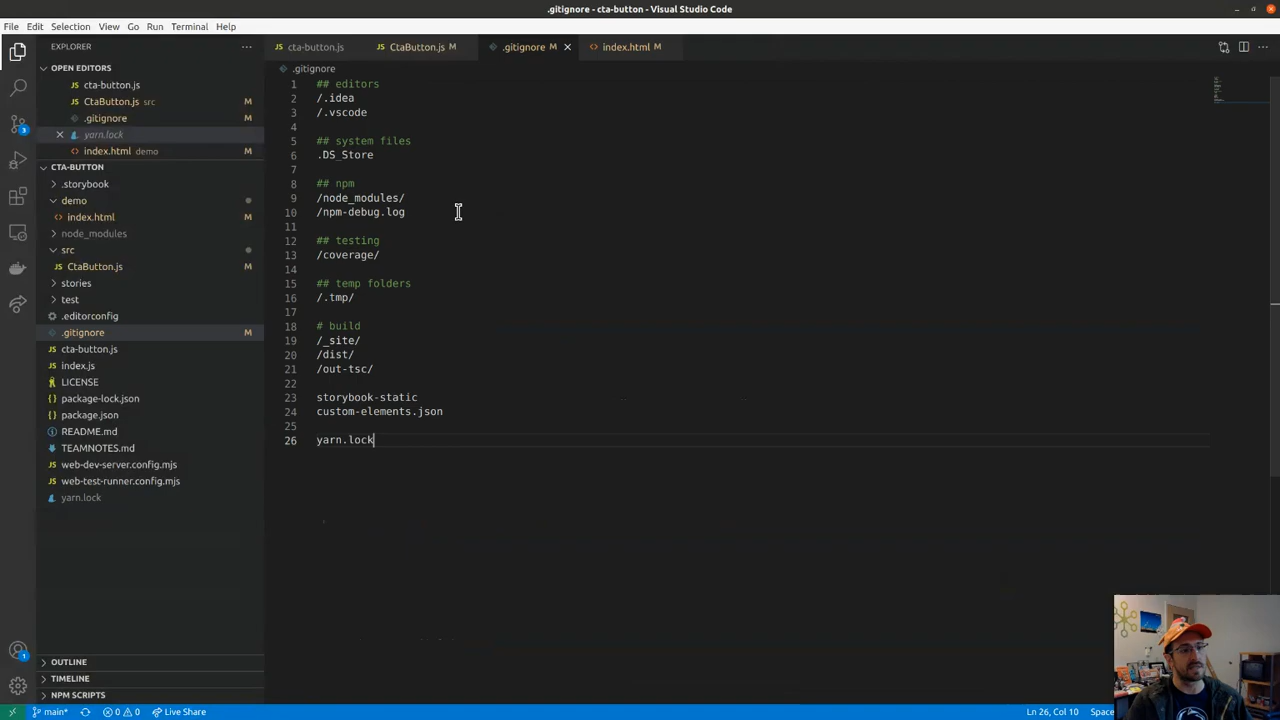 .gitignore - cta-button - Visual Studio Code
File Edit Selection View Go Run Terminal Help
EXPLORER
cta-button.js
CtaButton.js M
.gitignore M
index.html M
OPEN EDITORS
cta-button.js
CtaButton.js src M
.gitignore M
yarn.lock
index.html demo M
CTA-BUTTON
.storybook
demo
index.html M
node_modules
src
CtaButton.js M
stories
test
.editorconfig
.gitignore M
cta-button.js
index.js
LICENSE
package-lock.json
package.json
README.md
TEAMNOTES.md
web-dev-server.config.mjs
web-test-runner.config.mjs
yarn.lock
OUTLINE
TIMELINE
NPM SCRIPTS
.gitignore
1 ## editors
2 /.idea
3 /.vscode
4
5 ## system files
6 .DS_Store
7
8 ## npm
9 /node_modules/
10 /npm-debug.log
11
12 ## testing
13 /coverage/
14
15 ## temp folders
16 /.tmp/
17
18 # build
19 /_site/
20 /dist/
21 /out-tsc/
22
23 storybook-static
24 custom-elements.json
25
26 yarn.lock
3
1
main* 0 0 Live Share
Ln 26, Col 10 Spac